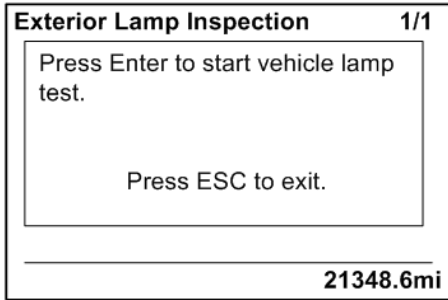 Exterior Lamp Inspection 1/1
Press Enter to start vehicle lamp
test.
Press ESC to exit.
21348.6mi